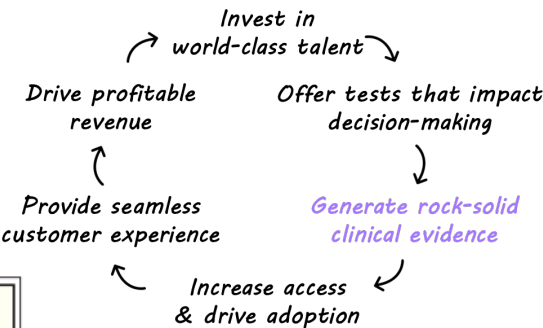 Invest in
world-class talent
Offer tests that impact
decision-making
Generate rock-solid
clinical evidence
Increase access
& drive adoption
Provide seamless
customer experience
Drive profitable
revenue